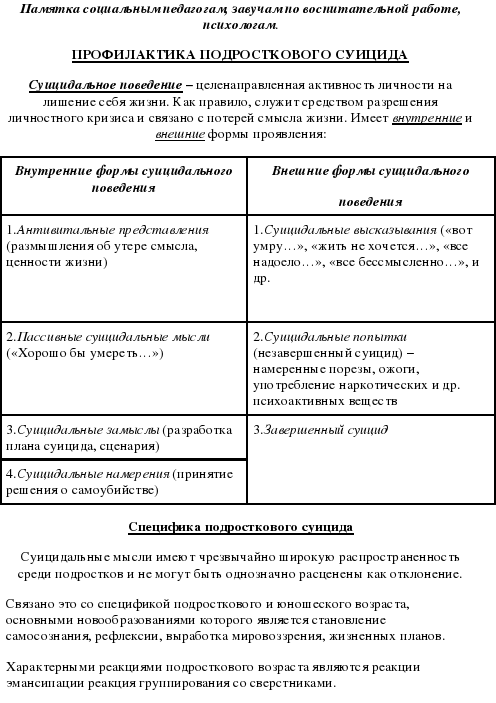 Памятка социальным педагогам, завучам по воспитательной работе,
психологам.
ПРОФИЛАКТИКА ПОДРОСТКОВОГО СУИЦИДА
Суицидальное поведение – целенаправленная активность личности на
лишение себя жизни. Как правило, служит средством разрешения
личностного кризиса и связано с потерей смысла жизни. Имеет внутренние и
внешние формы проявления:
Внутренние формы суицидального
поведения
Внешние формы суицидального
поведения
1.Антивитальные представления
(размышления об утере смысла,
ценности жизни)
1.Суицидальные высказывания («вот
умру…», «жить не хочется…», «все
надоело…», «все бессмысленно…», и
др.
2.Пассивные суицидальные мысли
(«Хорошо бы умереть…»)
2.Суицидальные попытки
(незавершенный суицид) –
намеренные порезы, ожоги,
употребление наркотических и др.
психоактивных веществ
3.Суицидальные замыслы (разработка
плана суицида, сценария)
3.Завершенный суицид
4.Суицидальные намерения (принятие
решения о самоубийстве)
Специфика подросткового суицида
Суицидальные мысли имеют чрезвычайно широкую распространенность
среди подростков и не могут быть однозначно расценены как отклонение.
Связано это со спецификой подросткового и юношеского возраста,
основными новообразованиями которого является становление
самосознания, рефлексии, выработка мировоззрения, жизненных планов.
Характерными реакциями подросткового возраста являются реакции
эмансипации реакция группирования со сверстниками.